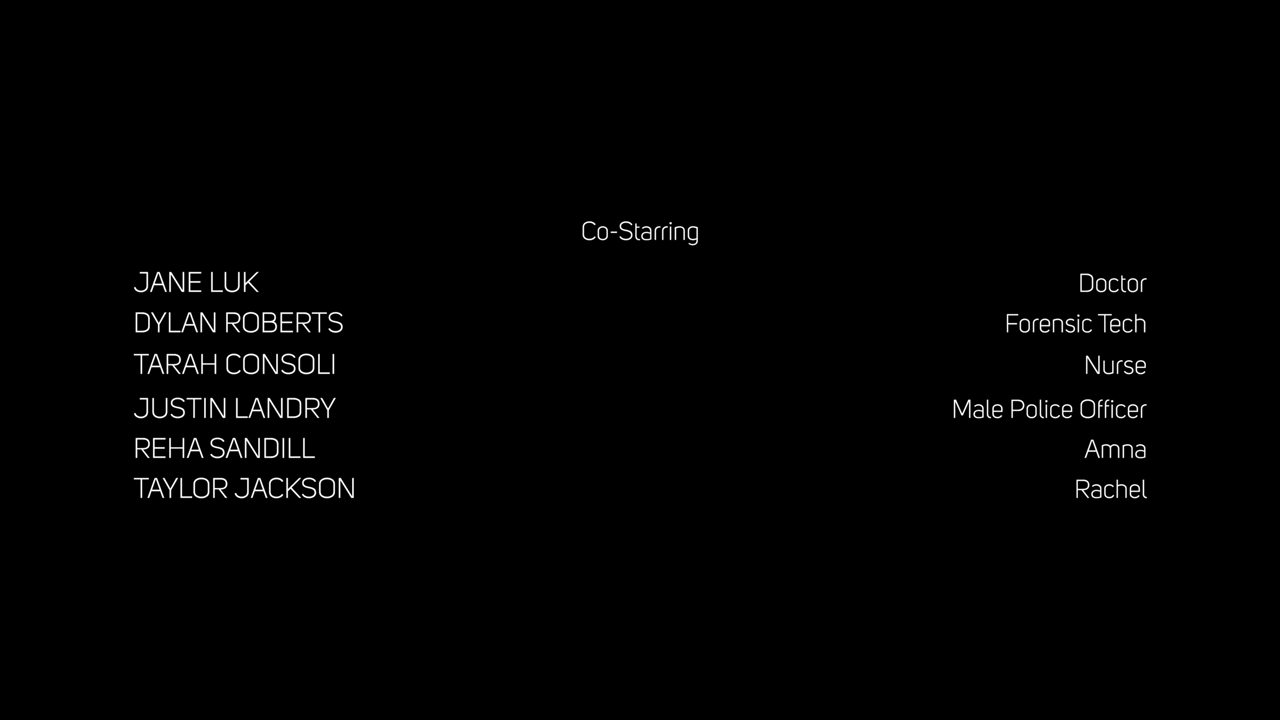 Co-Starring
JANE LUK Doctor
DYLAN ROBERTS Forensic Tech
TARAH CONSOLI Nurse
JUSTIN LANDRY Male Police Officer
REHA SANDILL Amna
TAYLOR JACKSON Rachel